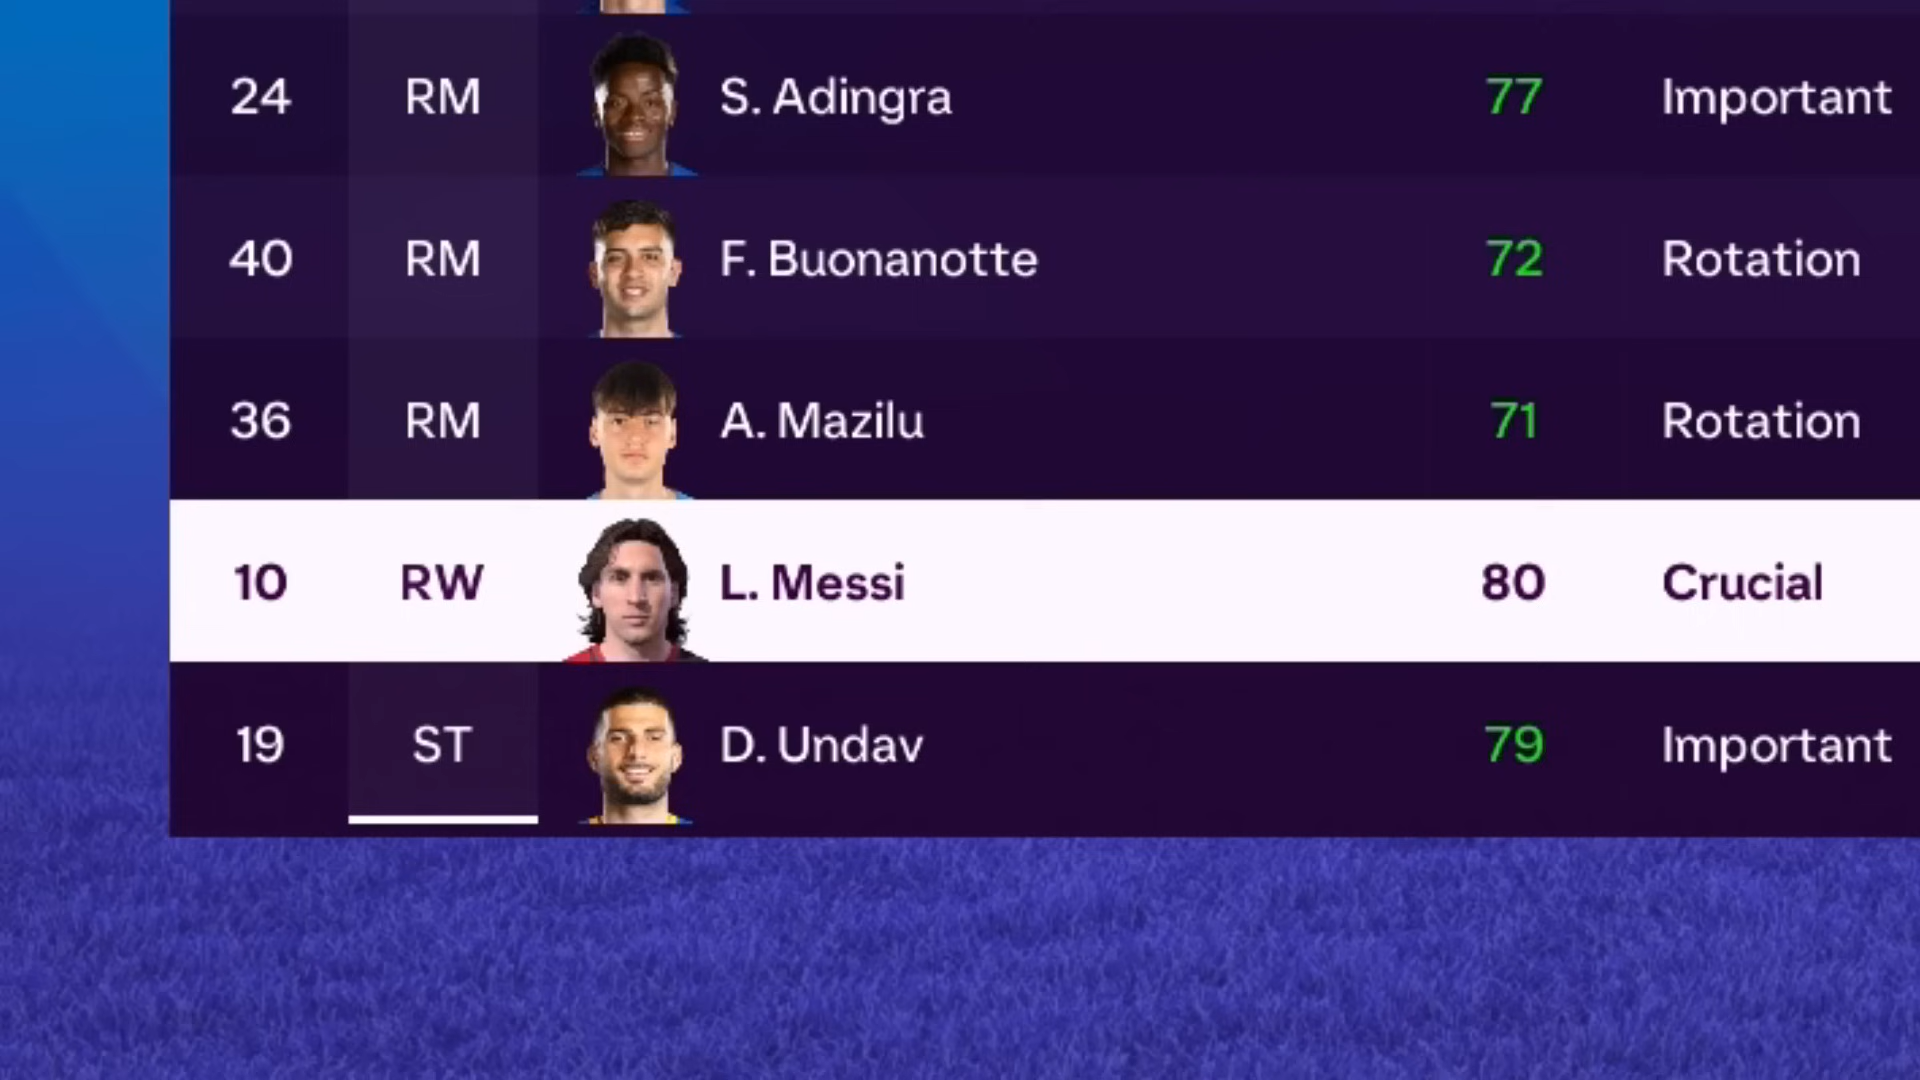 24 RM S. Adingra 77 Important
40 RM F. Buonanotte 72 Rotation
36 RM A. Mazilu 71 Rotation
10 RW L. Messi 80 Crucial
19 ST D. Undav 79 Important